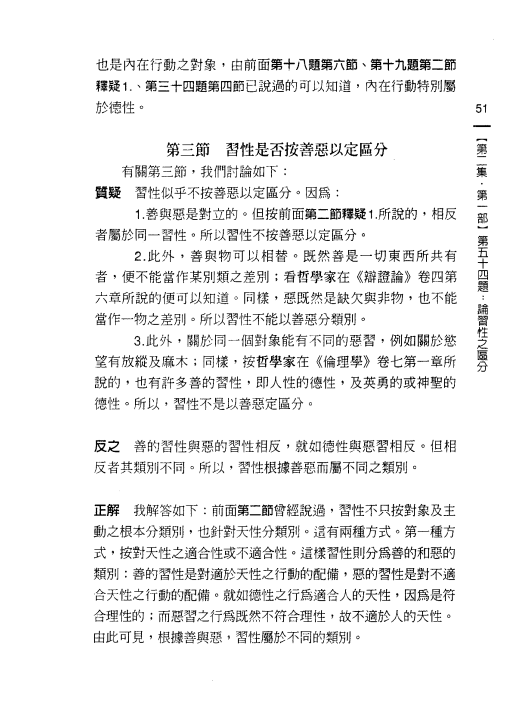 也是內在行動之對象，由前面第十八題第六節、第十九題第二節
釋疑1.、第三十四題第四節已說過的可以知道，內在行動特別屬
於德性。
第三節　習性是否按善惡以定區分
有關第三節，我們討論如下：
質疑　習性似乎不按善惡以定區分。因爲：
1.善與惡是對立的。但按前面第二節釋疑1.所說的，相反
者屬於同一習性。所以習性不按善惡以定區分。
2.此外，善與物可以相替。既然善是一切東西所共有
者，便不能當作某別類之差別；看哲學家在《辯證論》卷四第
六章所說的便可以知道。同樣，惡既然是缺欠與非物，也不能
當作一物之差別。所以習性不能以善惡分類別。
3.此外，關於同一個對象能有不同的惡習，例如關於慾
望有放縱及麻木；同樣，按哲學家在《倫理學》卷七第一章所
說的，也有許多善的習性，即人性的德性，及英勇的或神聖的
德性。所以，習性不是以善惡定區分。
反之　善的習性與惡的習性相反，就如德性與惡習相反。但相
反者其類別不同。所以，習性根據善惡而屬不同之類別。
正解　我解答如下：前面第二節曾經說過，習性不只按對象及主
動之根本分類別，也針對天性分類別。這有兩種方式。第一種方
式，按對天性之適合性或不適合性。這樣習性則分爲善的和惡的
類別：善的習性是對適於天性之行動的配備，惡的習性是對不適
合天性之行動的配備。就如德性之行爲適合人的天性，因爲是符
合理性的；而惡習之行爲既然不符合理性，故不適於人的天性。
由此可見，根據善與惡，習性屬於不同的類別。
51
【第二集．第一部】第五十四題：論習性之區分